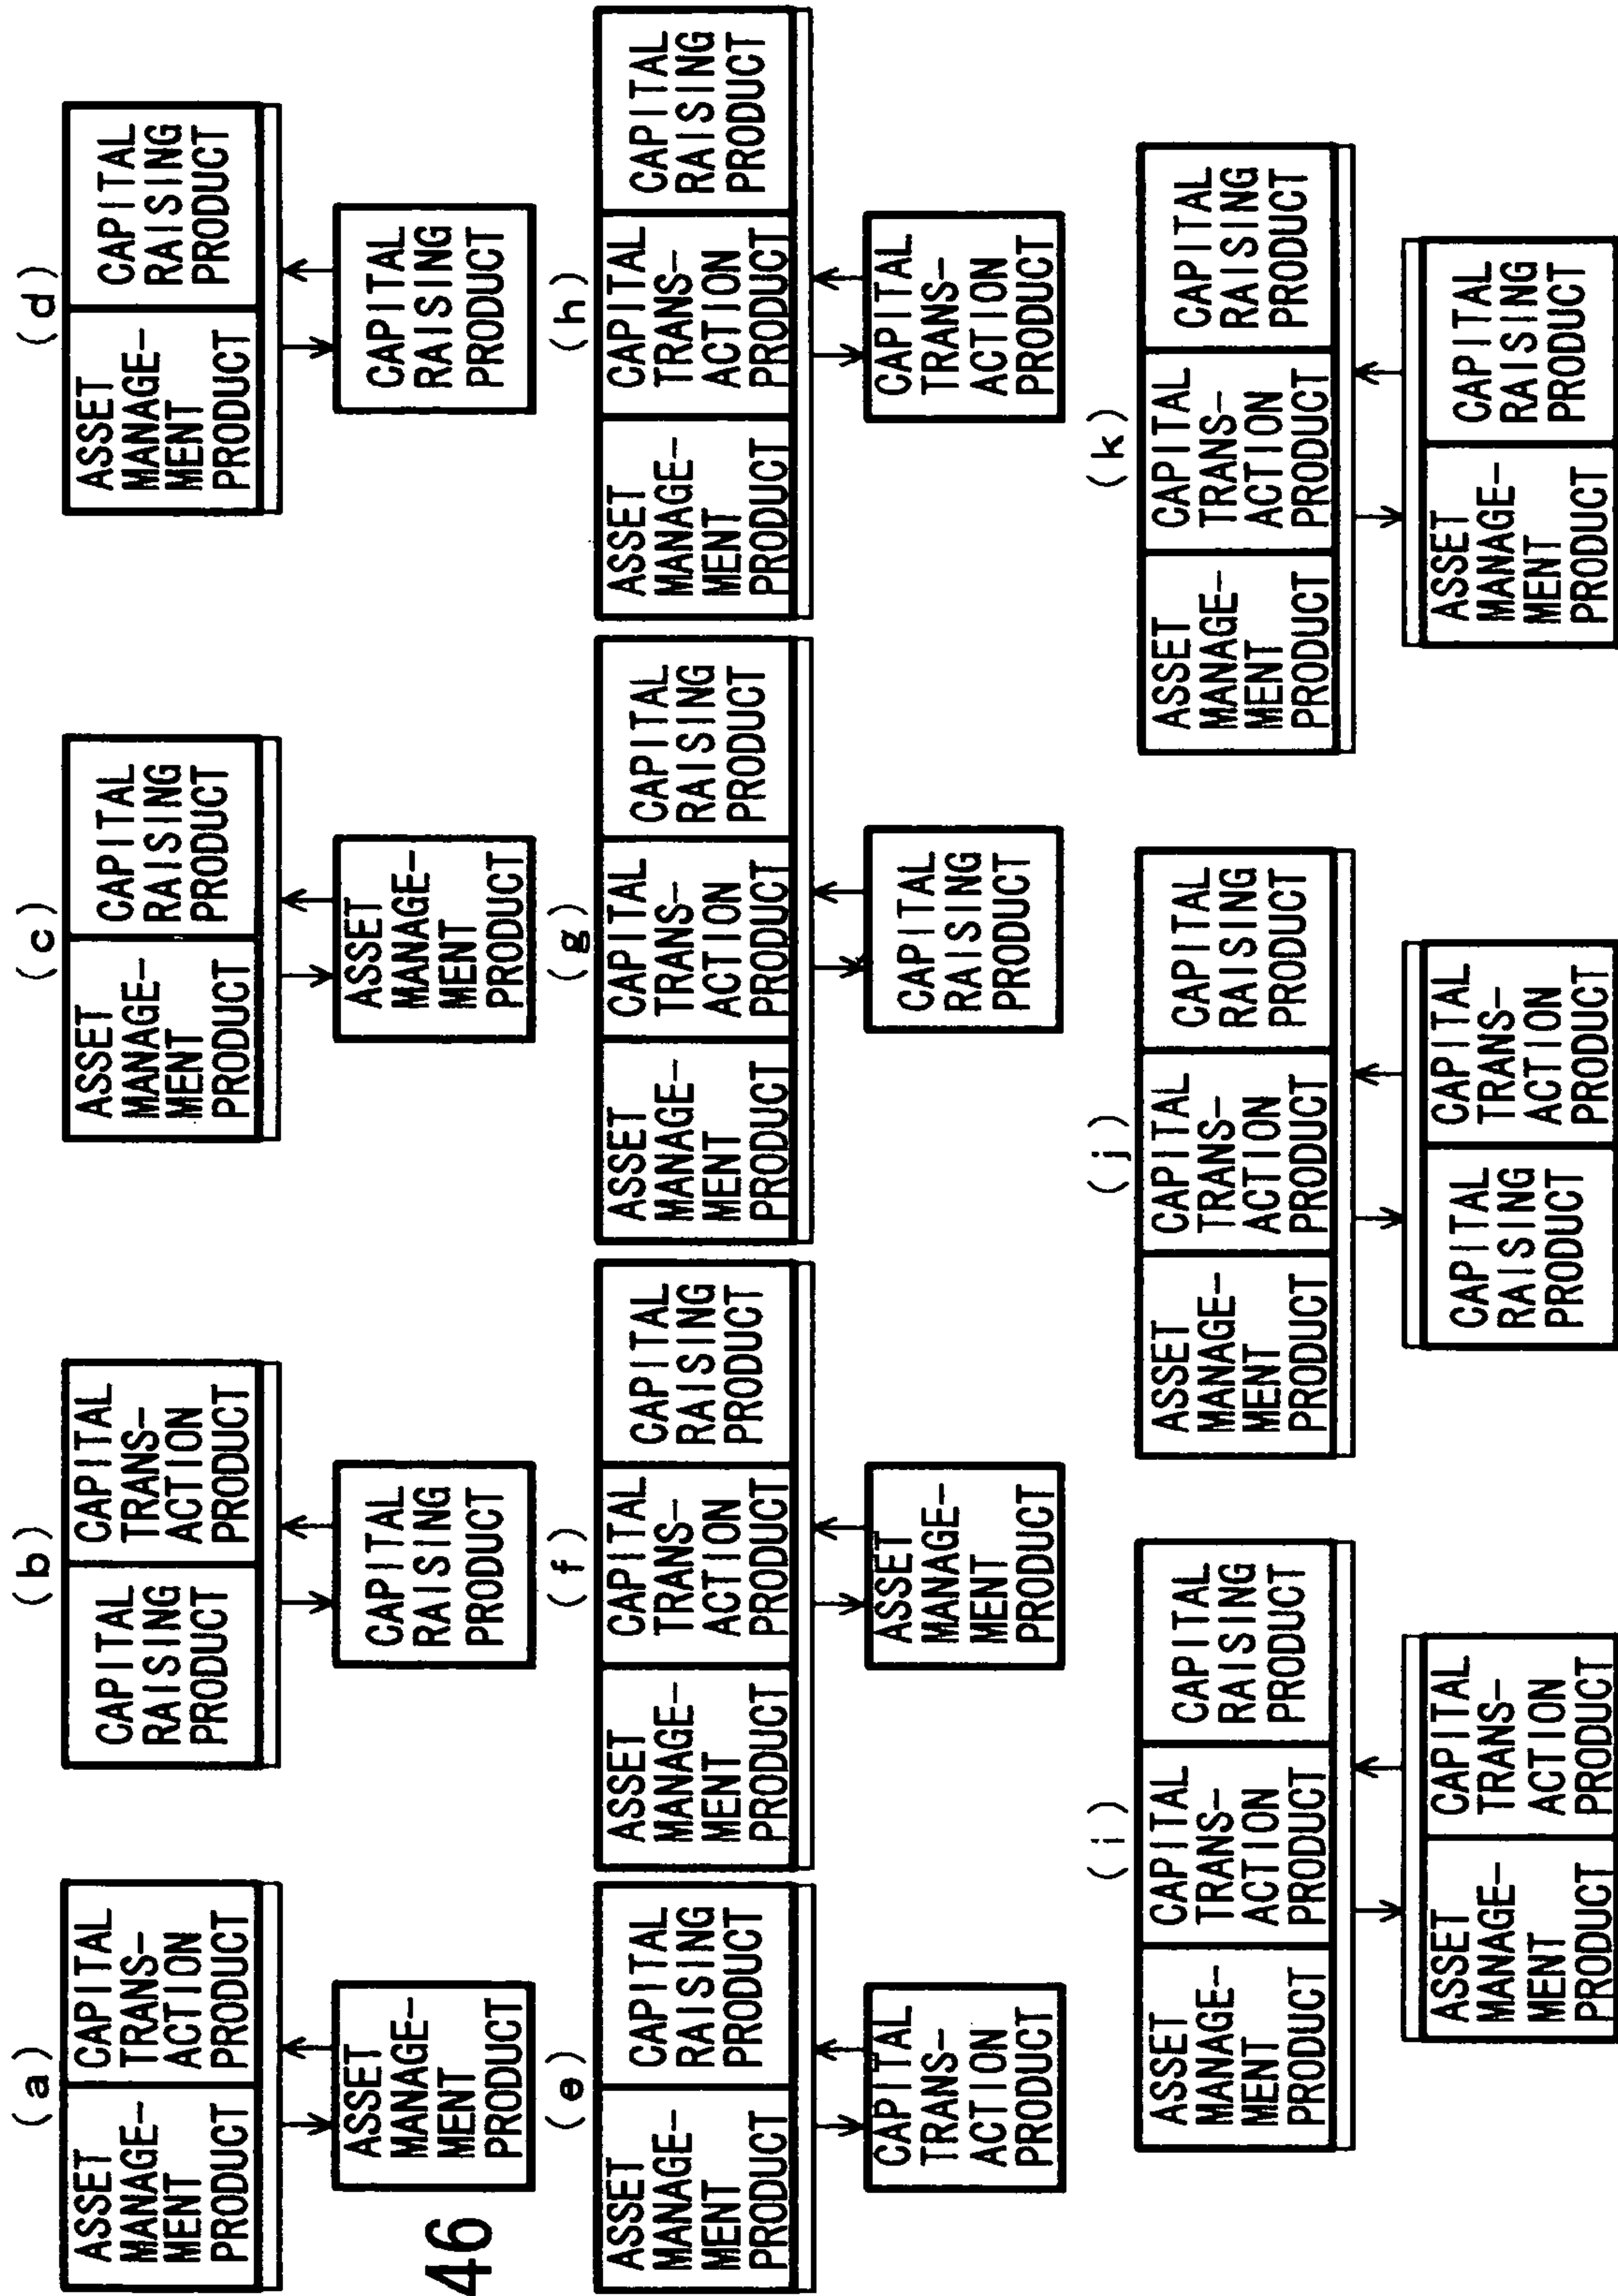 46
(a)
ASSET
MANAGE-
MENT
PRODUCT
CAPITAL
TRANS-
ACTION
PRODUCT
ASSET
MANAGE-
MENT
PRODUCT
(b)
CAPITAL
RAISING
PRODUCT
CAPITAL
TRANS-
ACTION
PRODUCT
CAPITAL
RAISING
PRODUCT
(c)
ASSET
MANAGE-
MENT
PRODUCT
CAPITAL
RAISING
PRODUCT
ASSET
MANAGE-
MENT
PRODUCT
(d)
ASSET
MANAGE-
MENT
PRODUCT
CAPITAL
RAISING
PRODUCT
CAPITAL
RAISING
PRODUCT
(e)
ASSET
MANAGE-
MENT
PRODUCT
CAPITAL
RAISING
PRODUCT
CAPITAL
TRANS-
ACTION
PRODUCT
(f)
ASSET
MANAGE-
MENT
PRODUCT
CAPITAL
TRANS-
ACTION
PRODUCT
CAPITAL
RAISING
PRODUCT
ASSET
MANAGE-
MENT
PRODUCT
(g)
ASSET
MANAGE-
MENT
PRODUCT
CAPITAL
TRANS-
ACTION
PRODUCT
CAPITAL
RAISING
PRODUCT
CAPITAL
RAISING
PRODUCT
(h)
ASSET
MANAGE-
MENT
PRODUCT
CAPITAL
TRANS-
ACTION
PRODUCT
CAPITAL
RAISING
PRODUCT
CAPITAL
TRANS-
ACTION
PRODUCT
(i)
ASSET
MANAGE-
MENT
PRODUCT
CAPITAL
TRANS-
ACTION
PRODUCT
CAPITAL
RAISING
PRODUCT
ASSET
MANAGE-
MENT
PRODUCT
CAPITAL
TRANS-
ACTION
PRODUCT
(j)
ASSET
MANAGE-
MENT
PRODUCT
CAPITAL
TRANS-
ACTION
PRODUCT
CAPITAL
RAISING
PRODUCT
CAPITAL
RAISING
PRODUCT
CAPITAL
TRANS-
ACTION
PRODUCT
(k)
ASSET
MANAGE-
MENT
PRODUCT
CAPITAL
TRANS-
ACTION
PRODUCT
CAPITAL
RAISING
PRODUCT
ASSET
MANAGE-
MENT
PRODUCT
CAPITAL
RAISING
PRODUCT